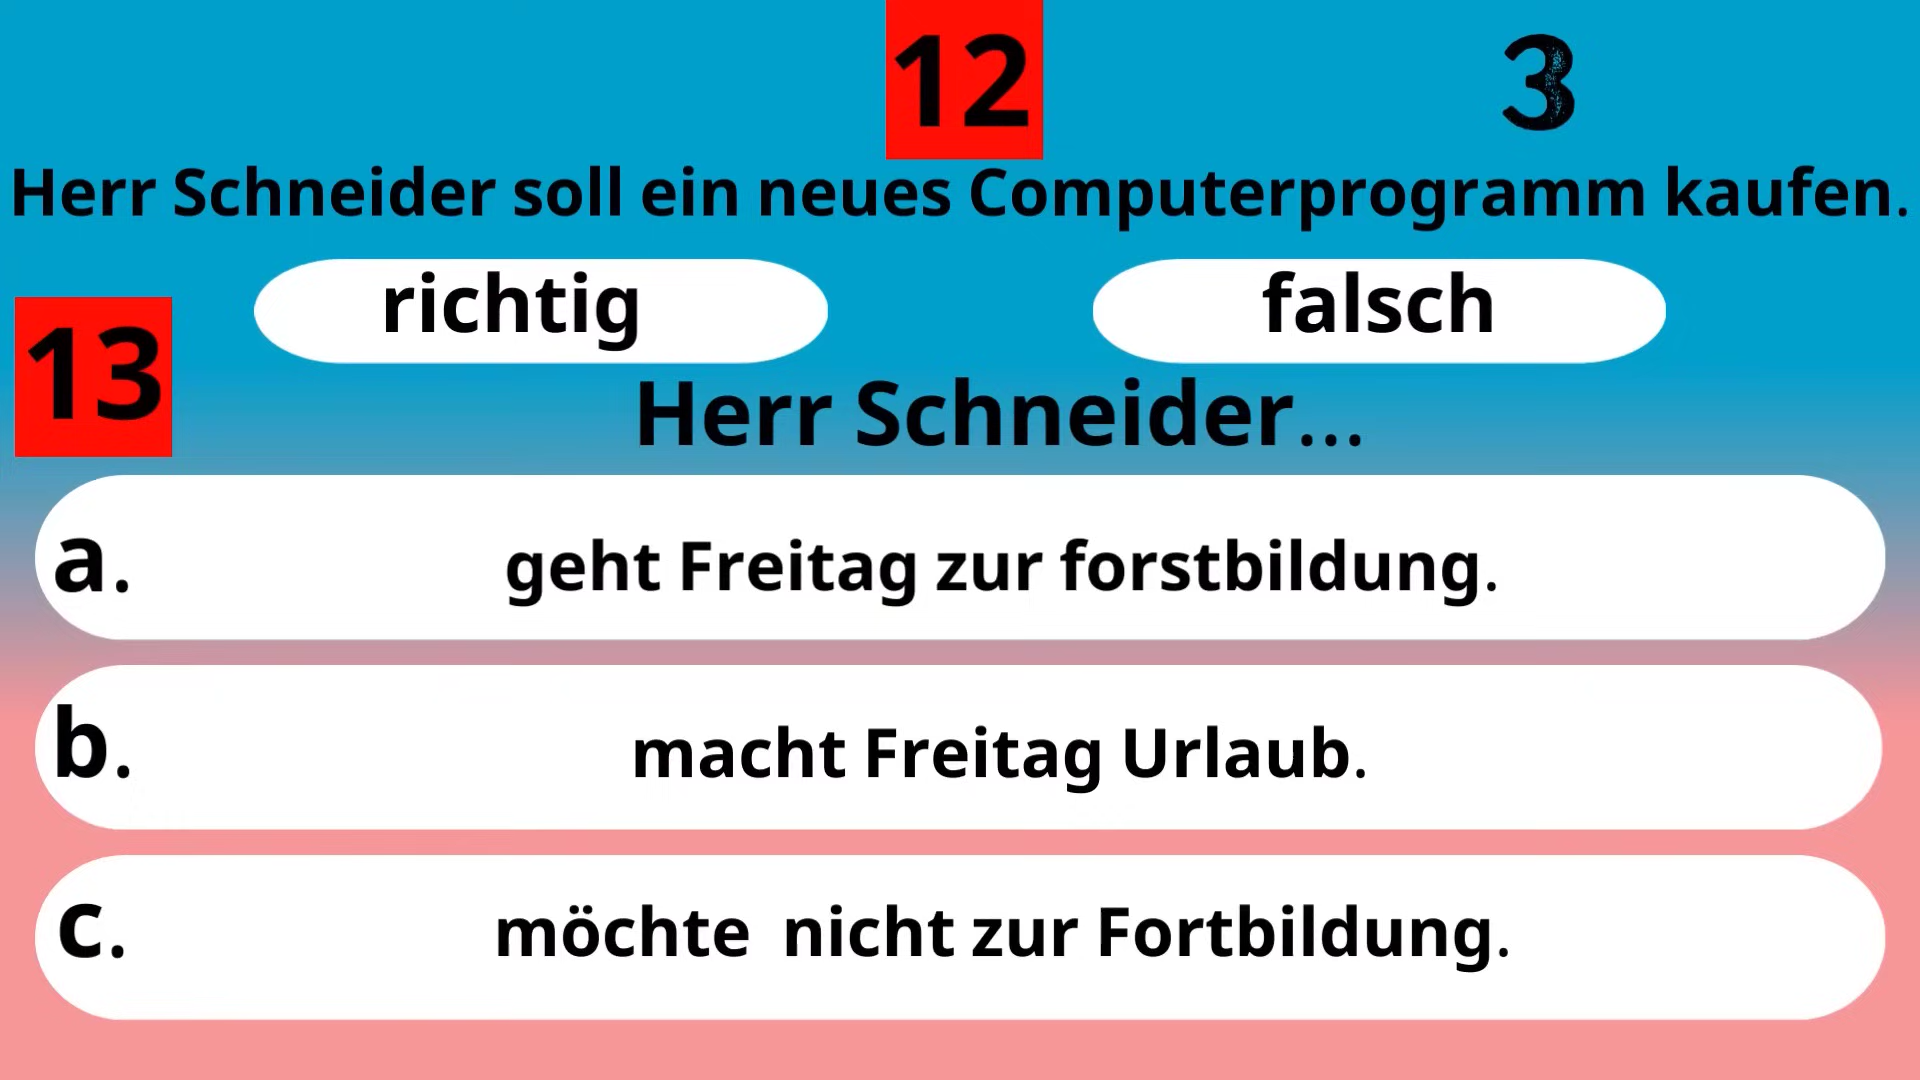 12
3
Herr Schneider soll ein neues Computerprogramm kaufen.
richtig
falsch
13
Herr Schneider...
a. geht Freitag zur forstbildung.
b. macht Freitag Urlaub.
c. möchte nicht zur Fortbildung.